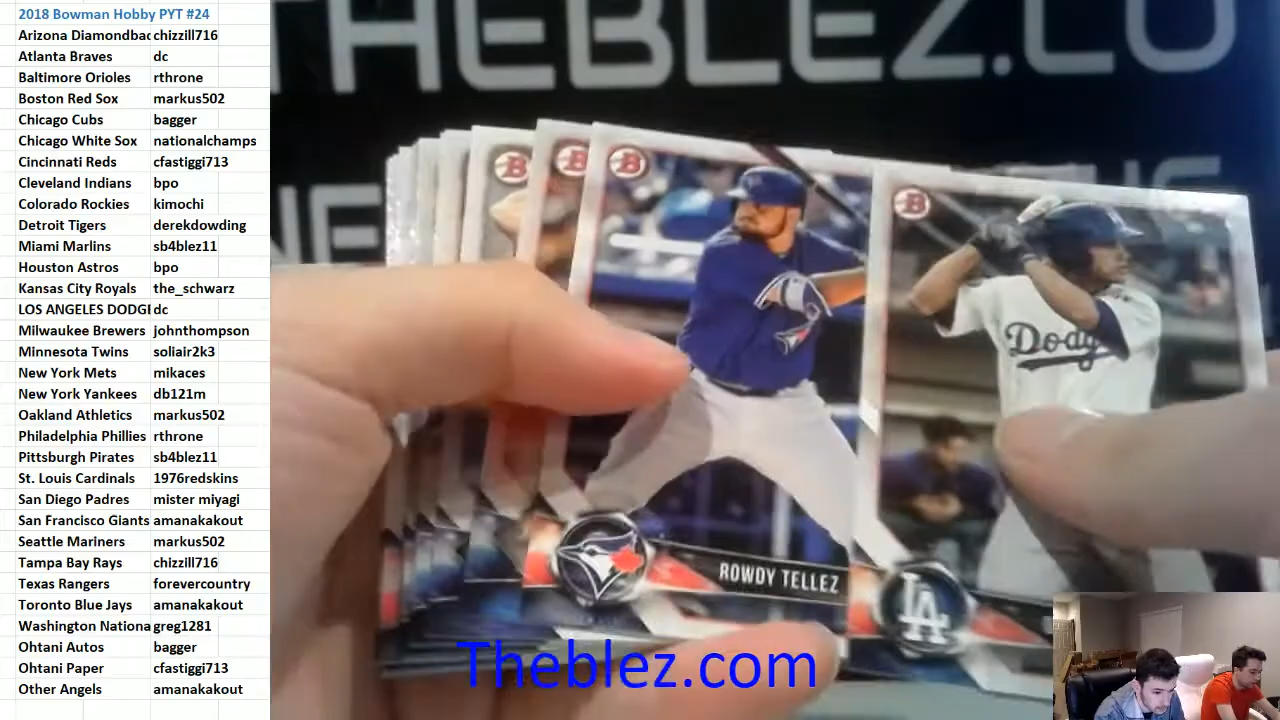 2018 Bowman Hobby PYT #24
Arizona Diamondbac chizzill716
Atlanta Braves dc
Baltimore Orioles rthrone
Boston Red Sox markus502
Chicago Cubs bagger
Chicago White Sox nationalchamps
Cincinnati Reds cfastiggi713
Cleveland Indians bpo
Colorado Rockies kimochi
Detroit Tigers derekdowding
Miami Marlins sb4blez11
Houston Astros bpo
Kansas City Royals the_schwarz
LOS ANGELES DODGE dc
Milwaukee Brewers johnthompson
Minnesota Twins soliair2k3
New York Mets mikaces
New York Yankees db121m
Oakland Athletics markus502
Philadelphia Phillies rthrone
Pittsburgh Pirates sb4blez11
St. Louis Cardinals 1976redskins
San Diego Padres mister miyagi
San Francisco Giants amanakakout
Seattle Mariners markus502
Tampa Bay Rays chizzill716
Texas Rangers forevercountry
Toronto Blue Jays amanakakout
Washington Nationa greg1281
Ohtani Autos bagger
Ohtani Paper cfastiggi713
Other Angels amanakakout
THEBLEZ.CO
B
B
B
B
Dodg
ROWDY TELLEZ
LA
Theblez.com